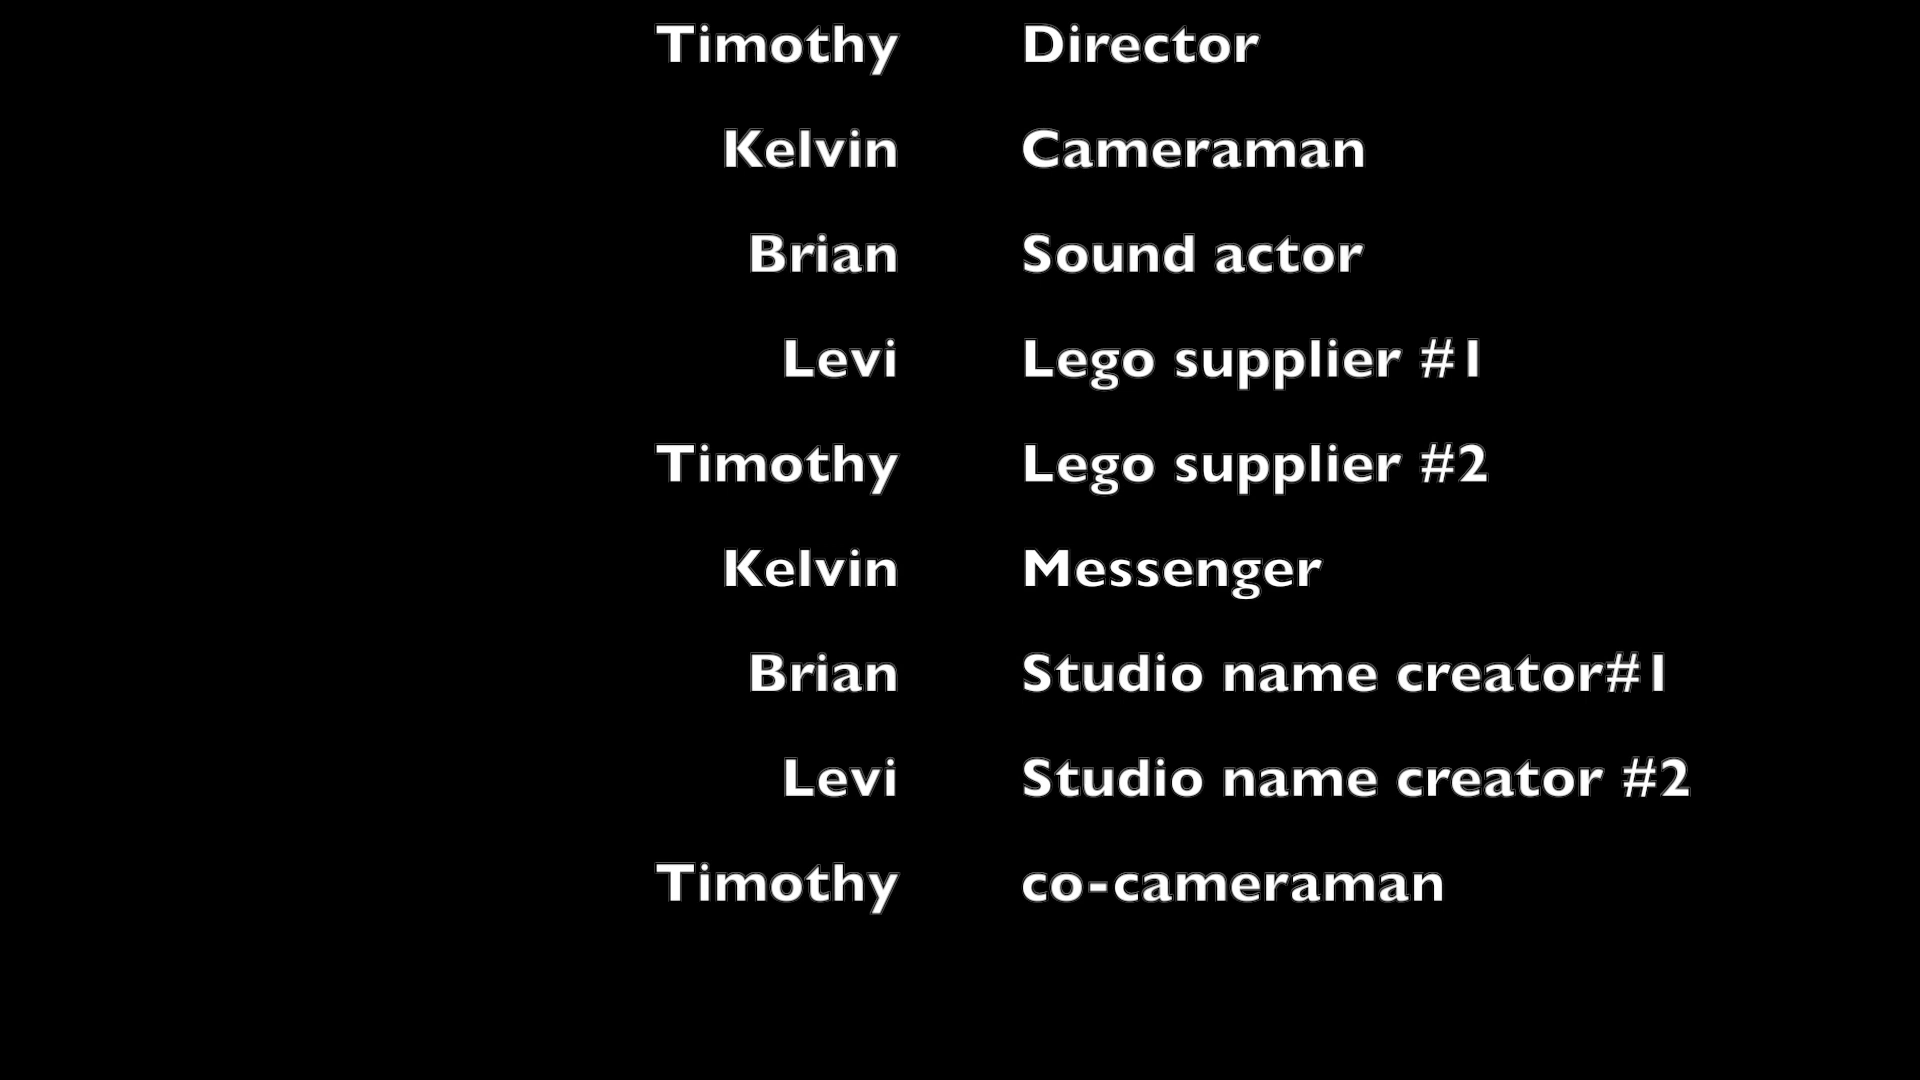 Timothy Director
Kelvin Cameraman
Brian Sound actor
Levi Lego supplier #1
Timothy Lego supplier #2
Kelvin Messenger
Brian Studio name creator#1
Levi Studio name creator #2
Timothy co-cameraman